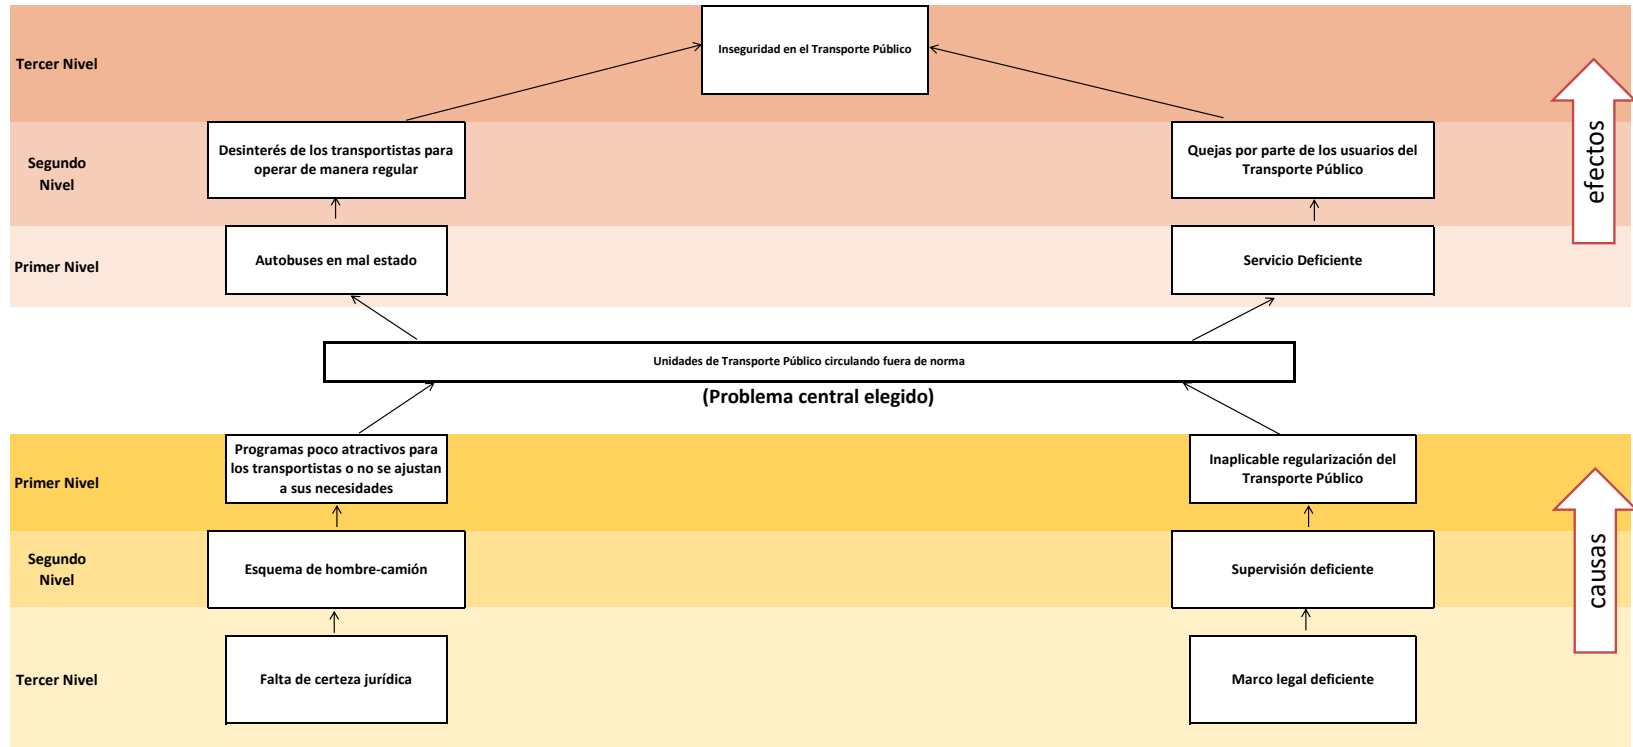 Tercer Nivel
Inseguridad en el Transporte Público
Segundo
Nivel
Desinterés de los transportistas para
operar de manera regular
Quejas por parte de los usuarios del
Transporte Público
efectos
Primer Nivel
Autobuses en mal estado
Servicio Deficiente
Unidades de Transporte Público circulando fuera de norma
(Problema central elegido)
Primer Nivel
Programas poco atractivos para
los transportistas o no se ajustan
a sus necesidades
Inaplicable regularización del
Transporte Público
Segundo
Nivel
Esquema de hombre-camión
Supervisión deficiente
causas
Tercer Nivel
Falta de certeza jurídica
Marco legal deficiente